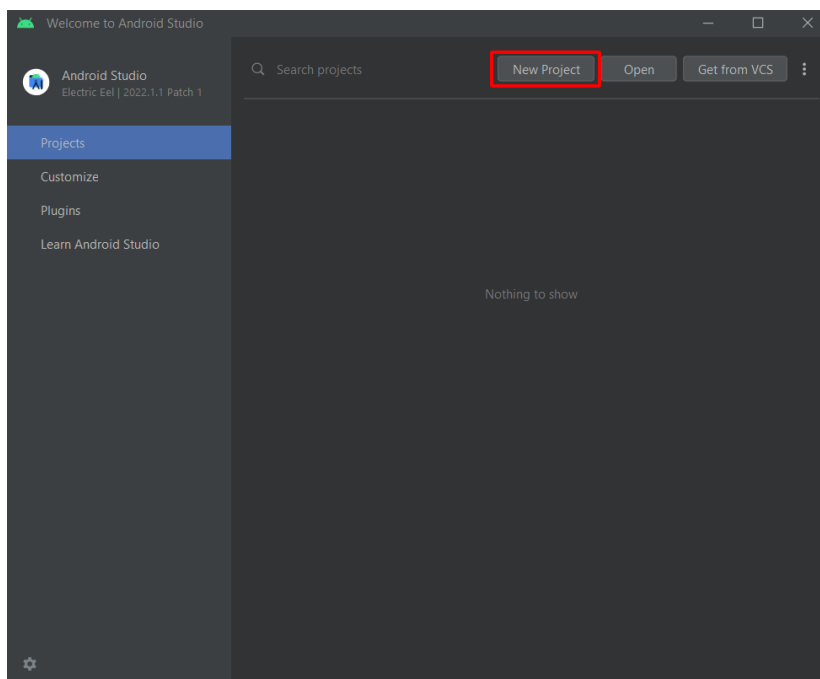 Welcome to Android Studio
Android Studio
Electric Eel | 2022.1.1 Patch 1
Search projects
New Project
Open
Get from VCS
Projects
Customize
Plugins
Learn Android Studio
Nothing to show